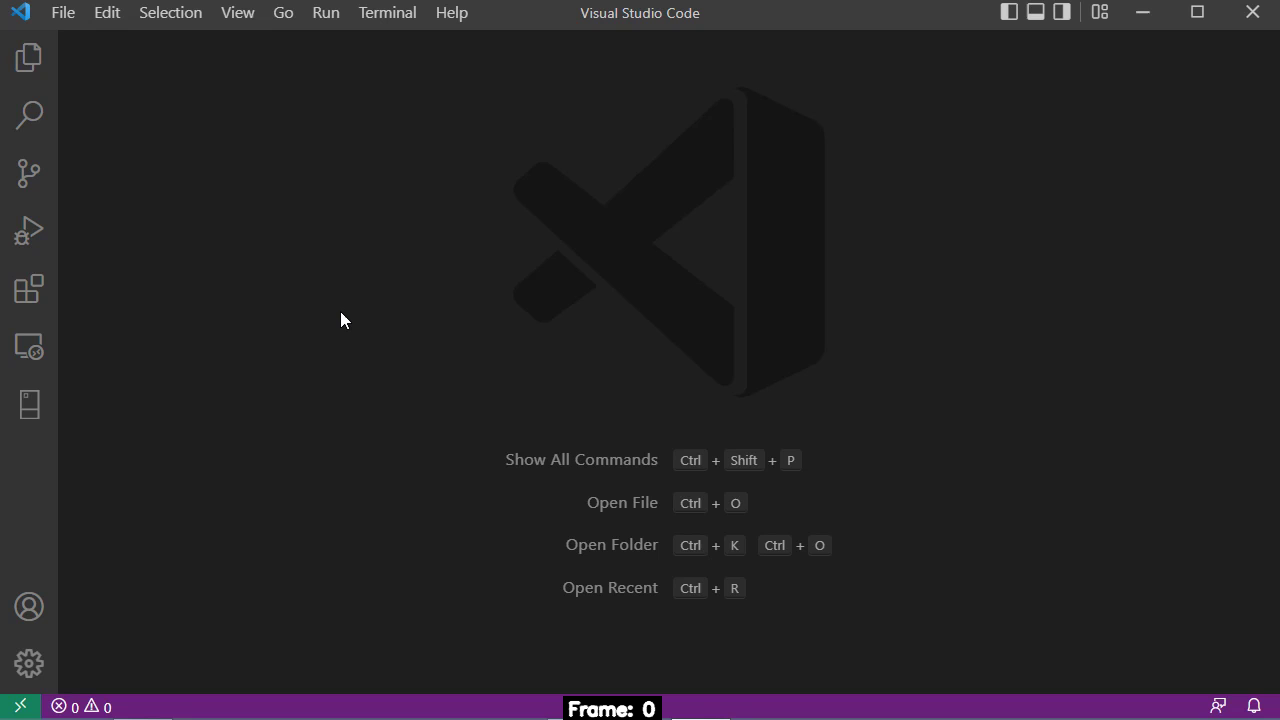 File Edit Selection View Go Run Terminal Help Visual Studio Code
Show All Commands Ctrl + Shift + P
Open File Ctrl + O
Open Folder Ctrl + K Ctrl + O
Open Recent Ctrl + R
0 0 Frame: 0